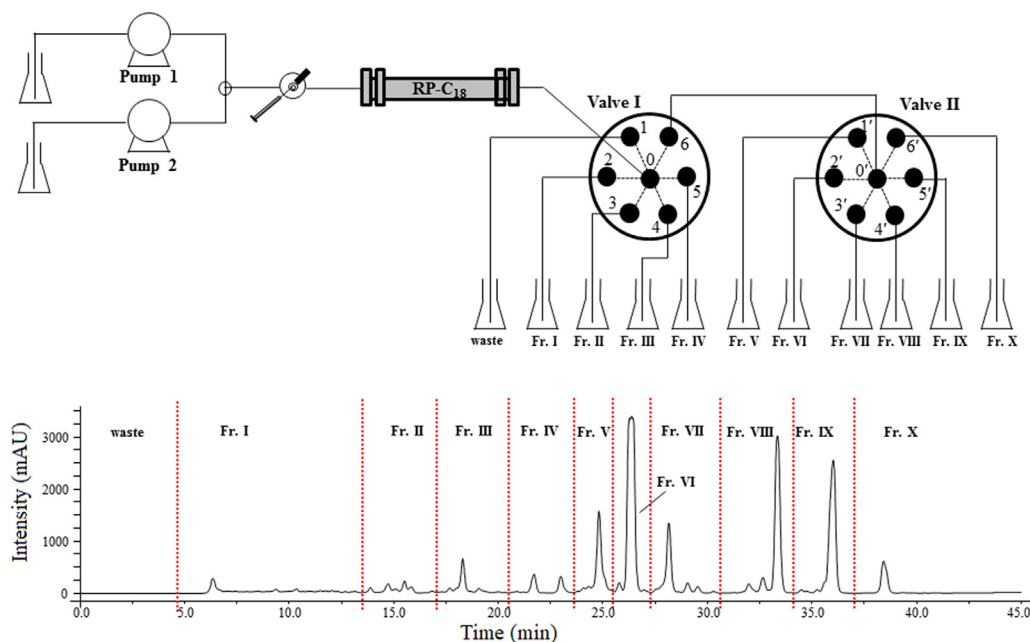 Pump 1
Pump 2
RP-C₁₈
Valve I
Valve II
1
6
2
0
5
3
4
1′
6′
2′
0′
5′
3′
4′
waste
Fr. I
Fr. II
Fr. III
Fr. IV
Fr. V
Fr. VI
Fr. VII
Fr. VIII
Fr. IX
Fr. X
Intensity (mAU)
3000
2000
1000
0
waste
Fr. I
Fr. II
Fr. III
Fr. IV
Fr. V
Fr. VI
Fr. VII
Fr. VIII
Fr. IX
Fr. X
0.0 5.0 10.0 15.0 20.0 25.0 30.0 35.0 40.0 45.0
Time (min)